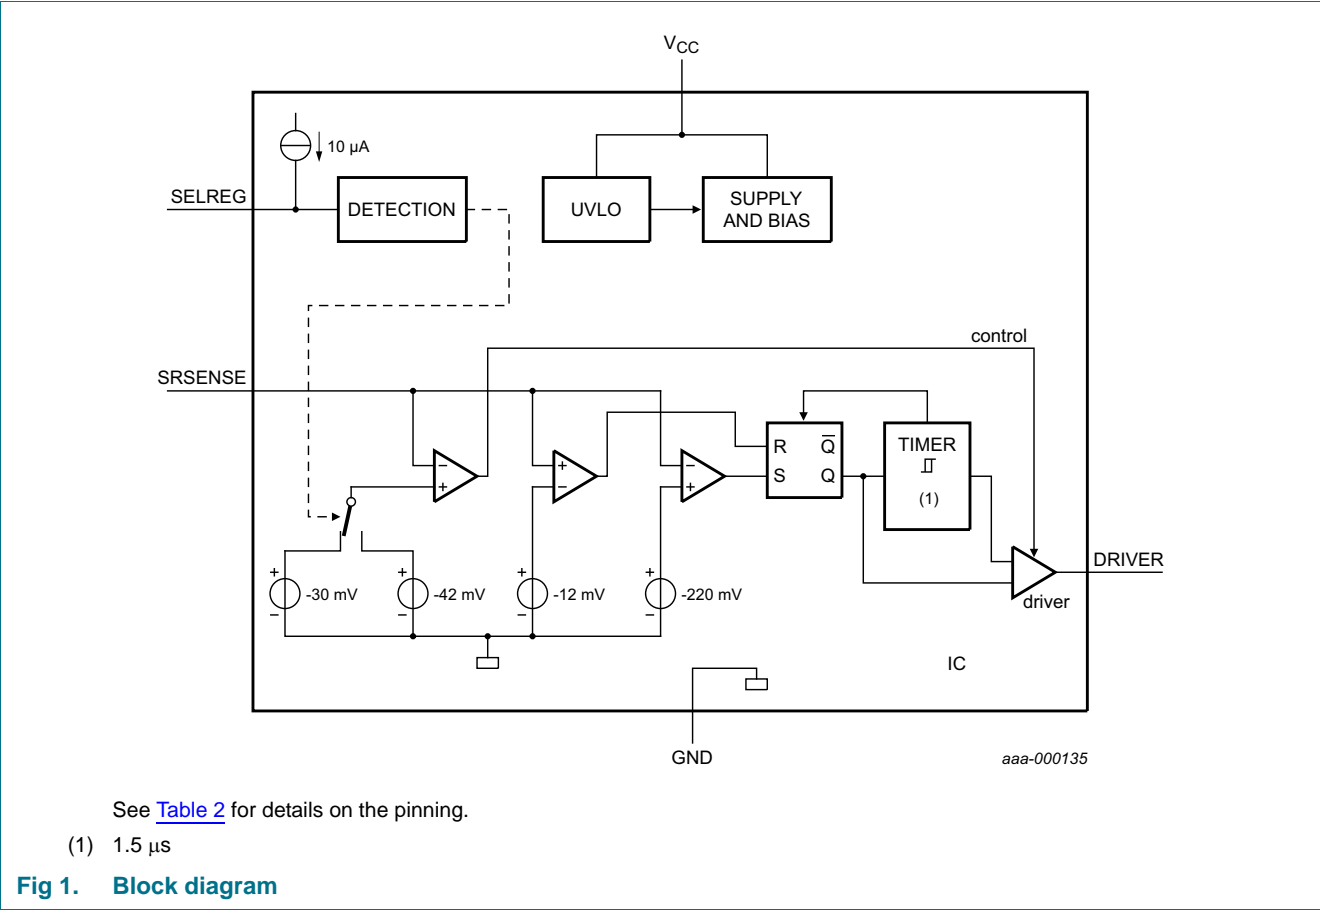 VCC
10 μA
SELREG
DETECTION
UVLO
SUPPLY
AND BIAS
control
SRSENSE
R Q̅
S Q
TIMER
(1)
− + −
+ − +
DRIVER
driver
+ -30 mV −
+ -42 mV −
+ -12 mV −
+ -220 mV −
IC
GND
aaa-000135
See Table 2 for details on the pinning.
(1) 1.5 μs
Fig 1. Block diagram